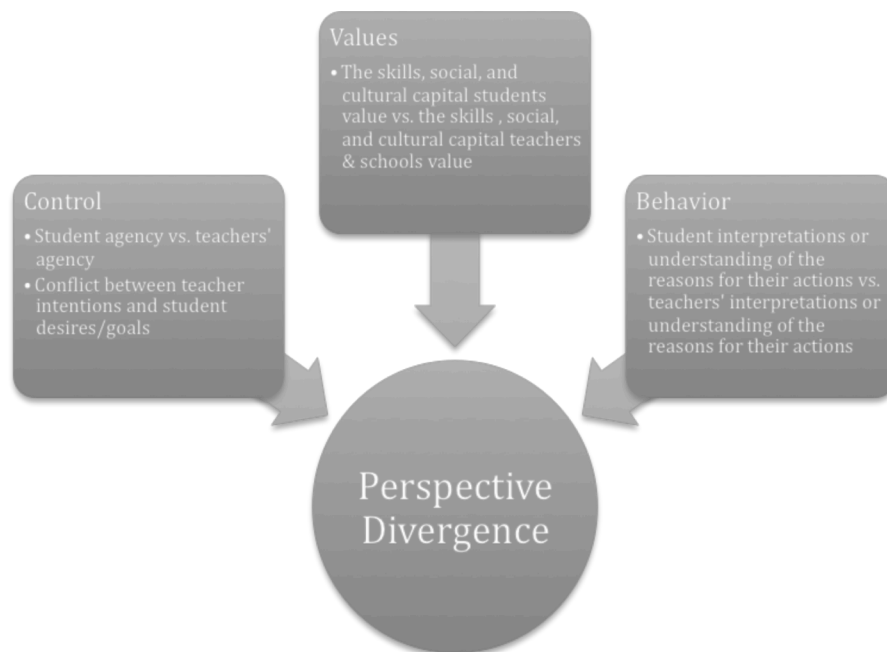 Values
• The skills, social, and
cultural capital students
value vs. the skills , social,
and cultural capital teachers
& schools value
Control
• Student agency vs. teachers'
agency
• Conflict between teacher
intentions and student
desires/goals
Behavior
• Student interpretations or
understanding of the
reasons for their actions vs.
teachers' interpretations or
understanding of the
reasons for their actions
Perspective
Divergence